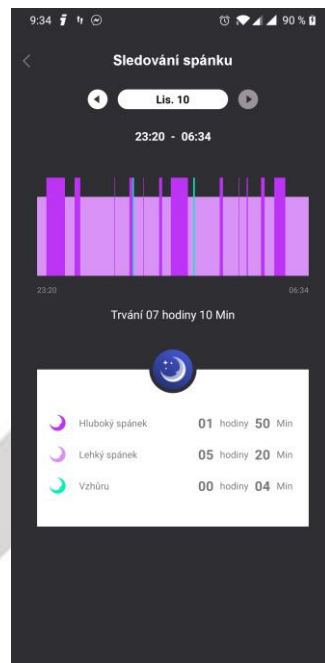 9:34 90 %
Sledování spánku
Lis. 10
23:20 - 06:34
23:20 06:34
Trvání 07 hodiny 10 Min
Hluboký spánek 01 hodiny 50 Min
Lehký spánek 05 hodiny 20 Min
Vzhůru 00 hodiny 04 Min